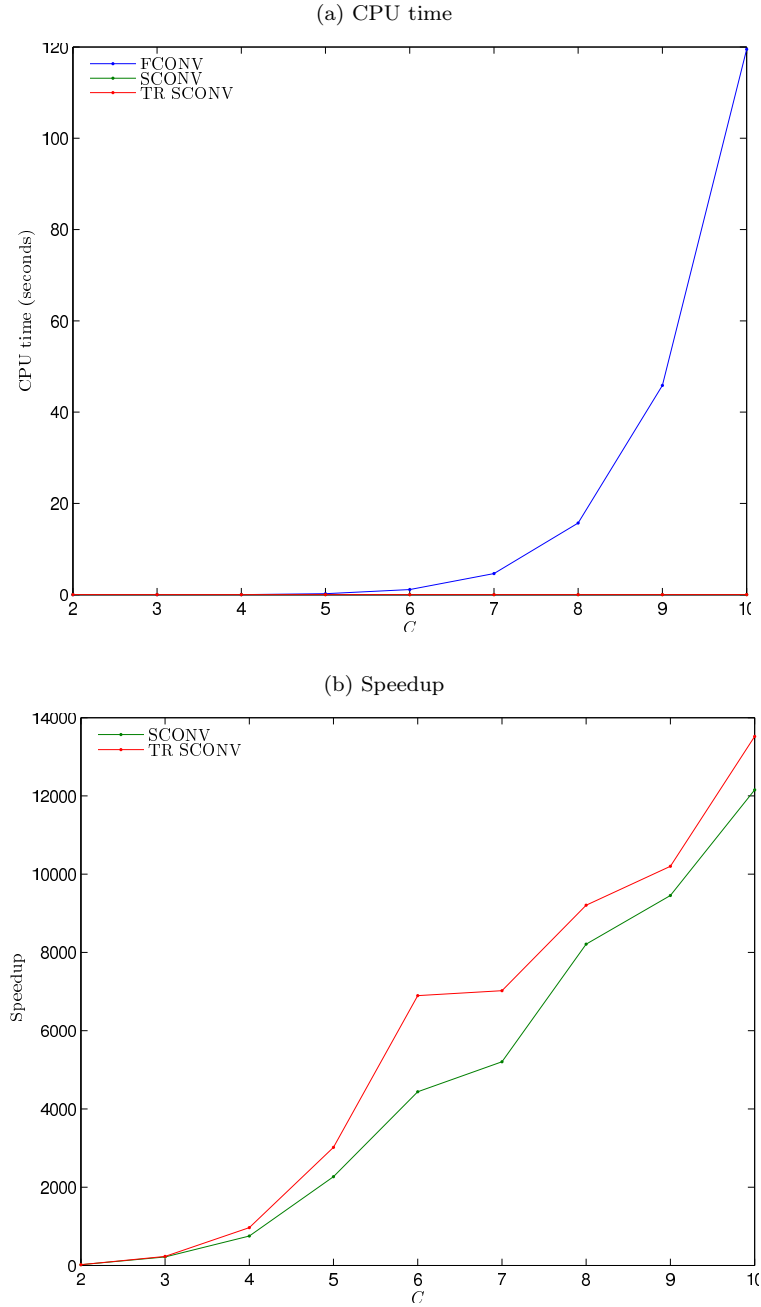 (a) CPU time
120
100
80
60
40
20
0
FCONV
SCONV
TR SCONV
CPU time (seconds)
2 3 4 5 6 7 8 9 10
C
(b) Speedup
14000
12000
10000
8000
6000
4000
2000
0
SCONV
TR SCONV
Speedup
2 3 4 5 6 7 8 9 10
C